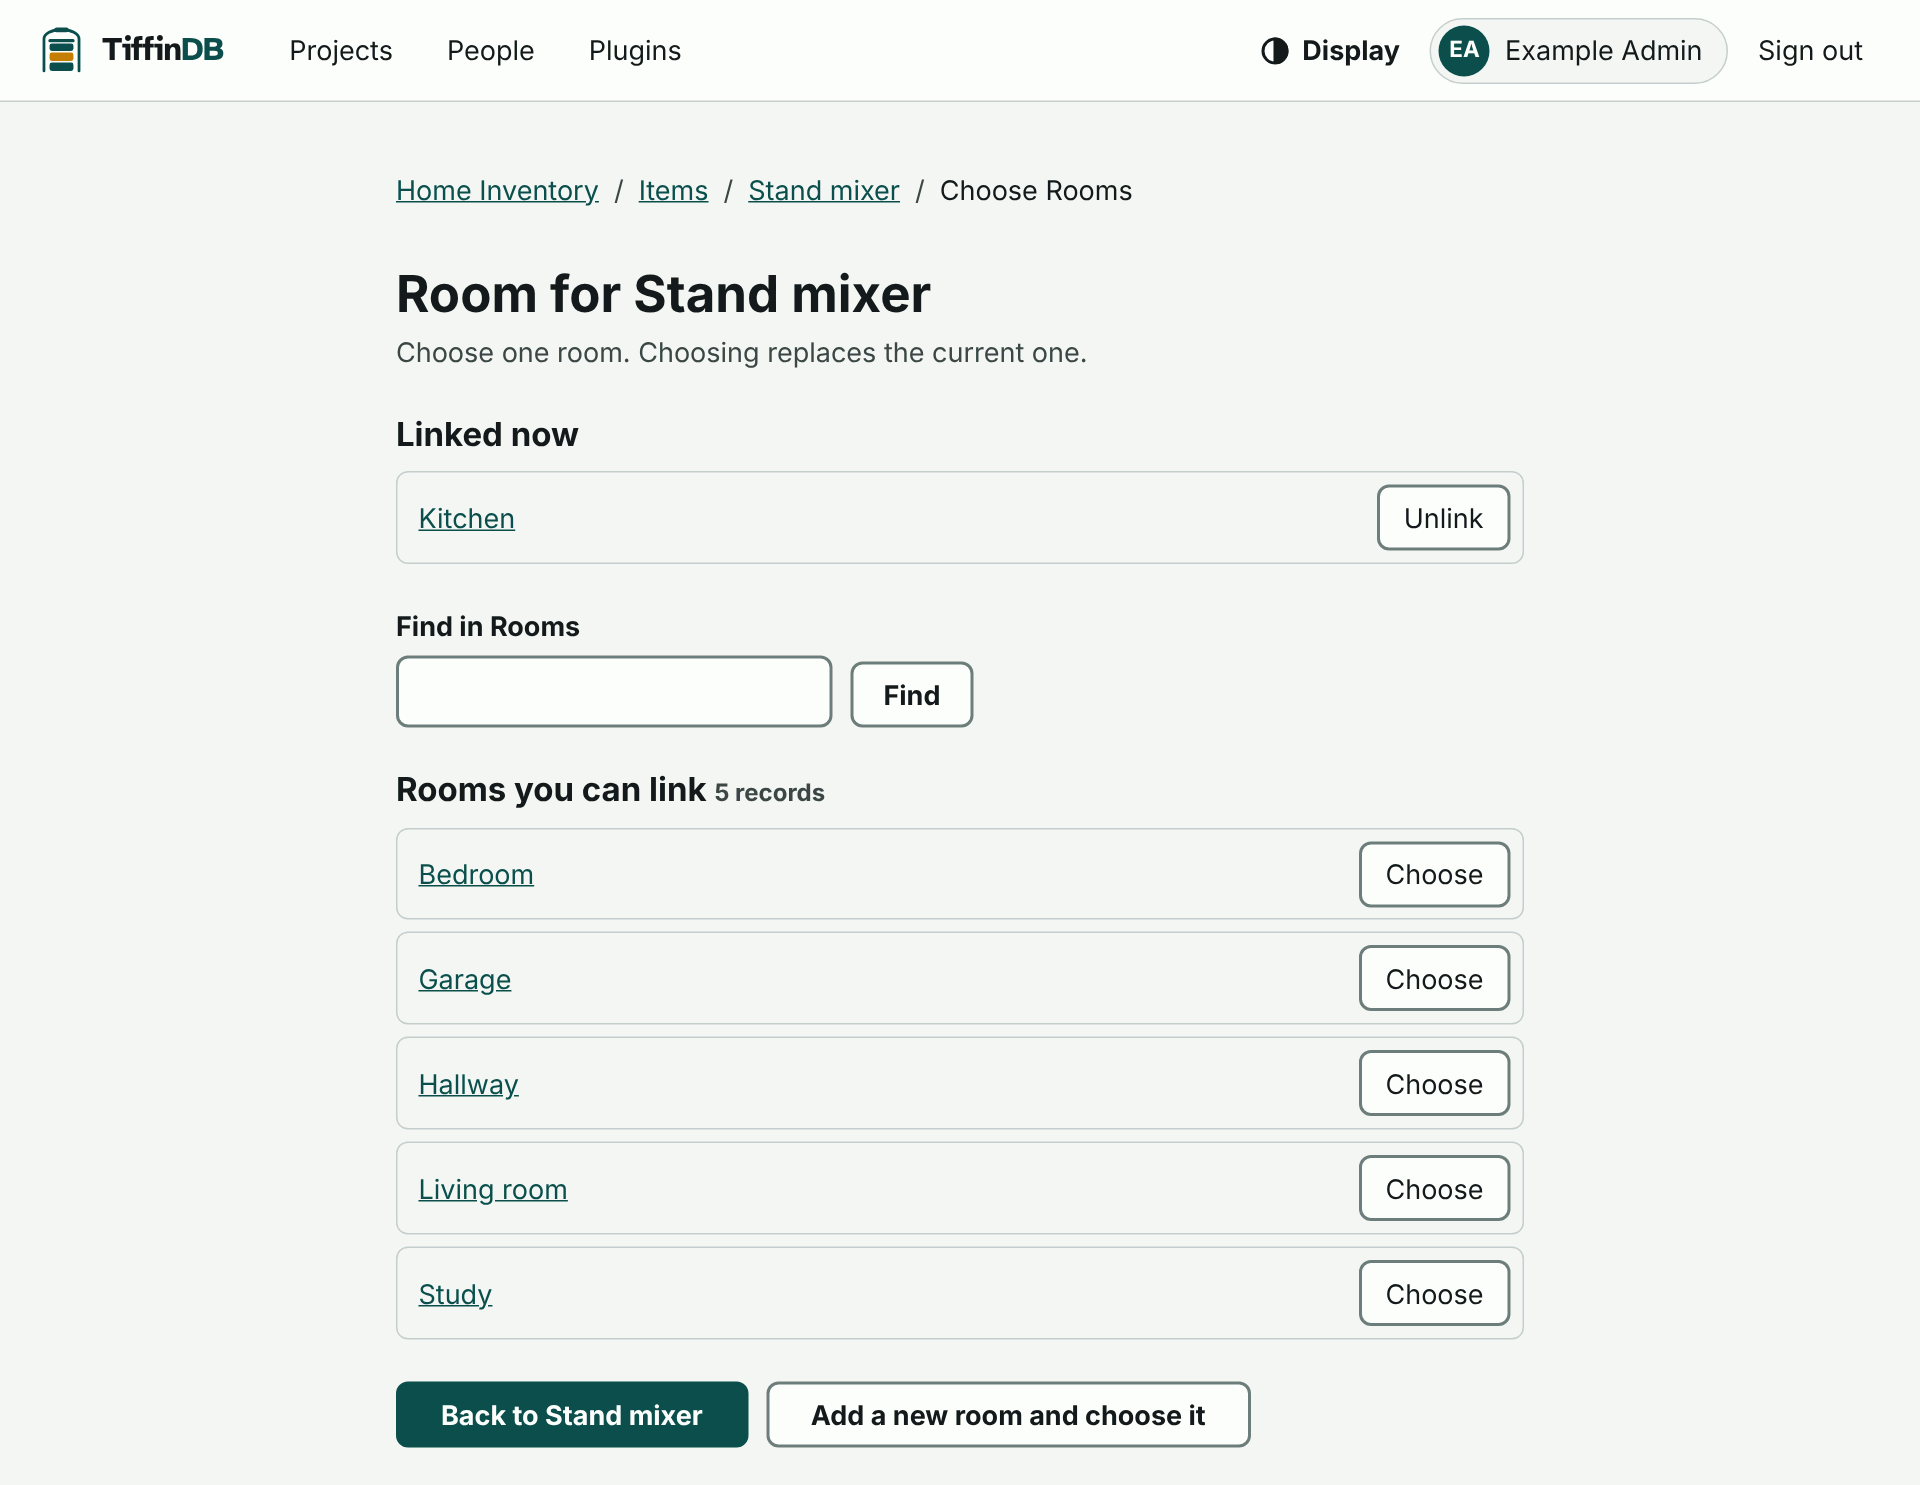 TiffinDB Projects People Plugins Display EA Example Admin Sign out
Home Inventory / Items / Stand mixer / Choose Rooms
Room for Stand mixer
Choose one room. Choosing replaces the current one.
Linked now
Kitchen Unlink
Find in Rooms
Find
Rooms you can link 5 records
Bedroom Choose
Garage Choose
Hallway Choose
Living room Choose
Study Choose
Back to Stand mixer Add a new room and choose it